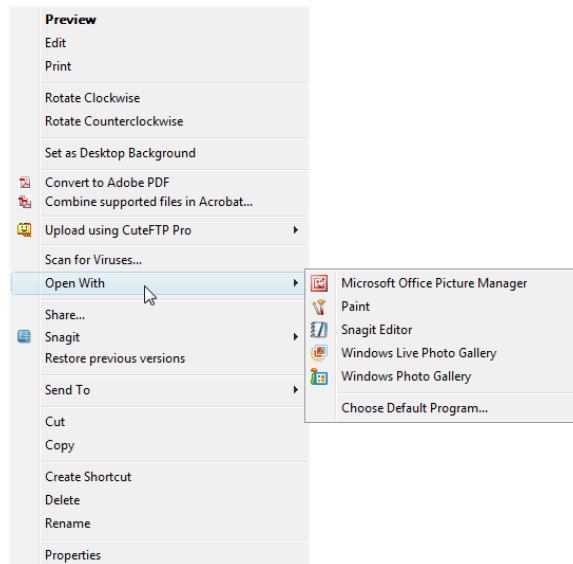 Preview
Edit
Print
Rotate Clockwise
Rotate Counterclockwise
Set as Desktop Background
Convert to Adobe PDF
Combine supported files in Acrobat...
Upload using CuteFTP Pro
Scan for Viruses...
Open With
Share...
Snagit
Restore previous versions
Send To
Cut
Copy
Create Shortcut
Delete
Rename
Properties
Microsoft Office Picture Manager
Paint
Snagit Editor
Windows Live Photo Gallery
Windows Photo Gallery
Choose Default Program...